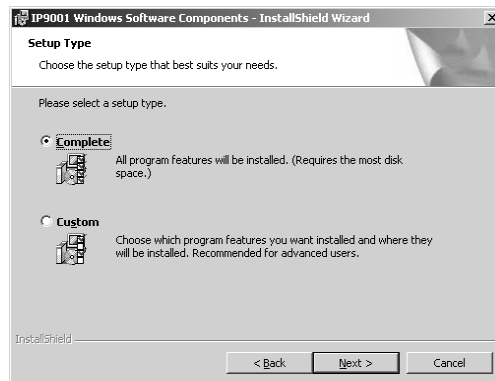 IP9001 Windows Software Components - InstallShield Wizard
Setup Type
Choose the setup type that best suits your needs.
Please select a setup type.
Complete
All program features will be installed. (Requires the most disk
space.)
Custom
Choose which program features you want installed and where they
will be installed. Recommended for advanced users.
InstallShield
< Back
Next >
Cancel